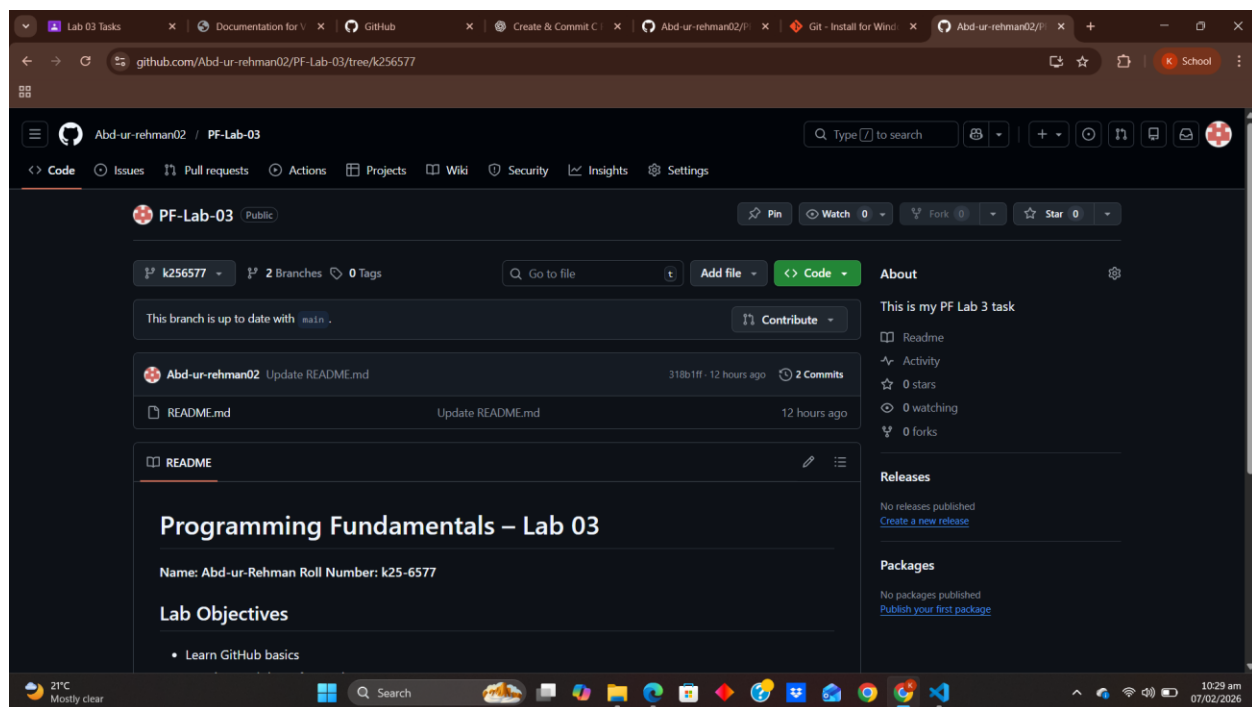 Lab 03 Tasks
Documentation for V
GitHub
Create & Commit C
Abd-ur-rehman02/P
Git - Install for Wind
Abd-ur-rehman02/P
github.com/Abd-ur-rehman02/PF-Lab-03/tree/k256577
K School
Abd-ur-rehman02 / PF-Lab-03
Type / to search
Code Issues Pull requests Actions Projects Wiki Security Insights Settings
PF-Lab-03 Public
Pin Watch 0 Fork 0 Star 0
k256577 2 Branches 0 Tags
Go to file t Add file Code
This branch is up to date with main .
Contribute
Abd-ur-rehman02 Update README.md 318b1ff · 12 hours ago 2 Commits
README.md Update README.md 12 hours ago
README
Programming Fundamentals – Lab 03
Name: Abd-ur-Rehman Roll Number: k25-6577
Lab Objectives
• Learn GitHub basics
About
This is my PF Lab 3 task
Readme
Activity
0 stars
0 watching
0 forks
Releases
No releases published
Create a new release
Packages
No packages published
Publish your first package
21°C
Mostly clear
Search
10:29 am
07/02/2026